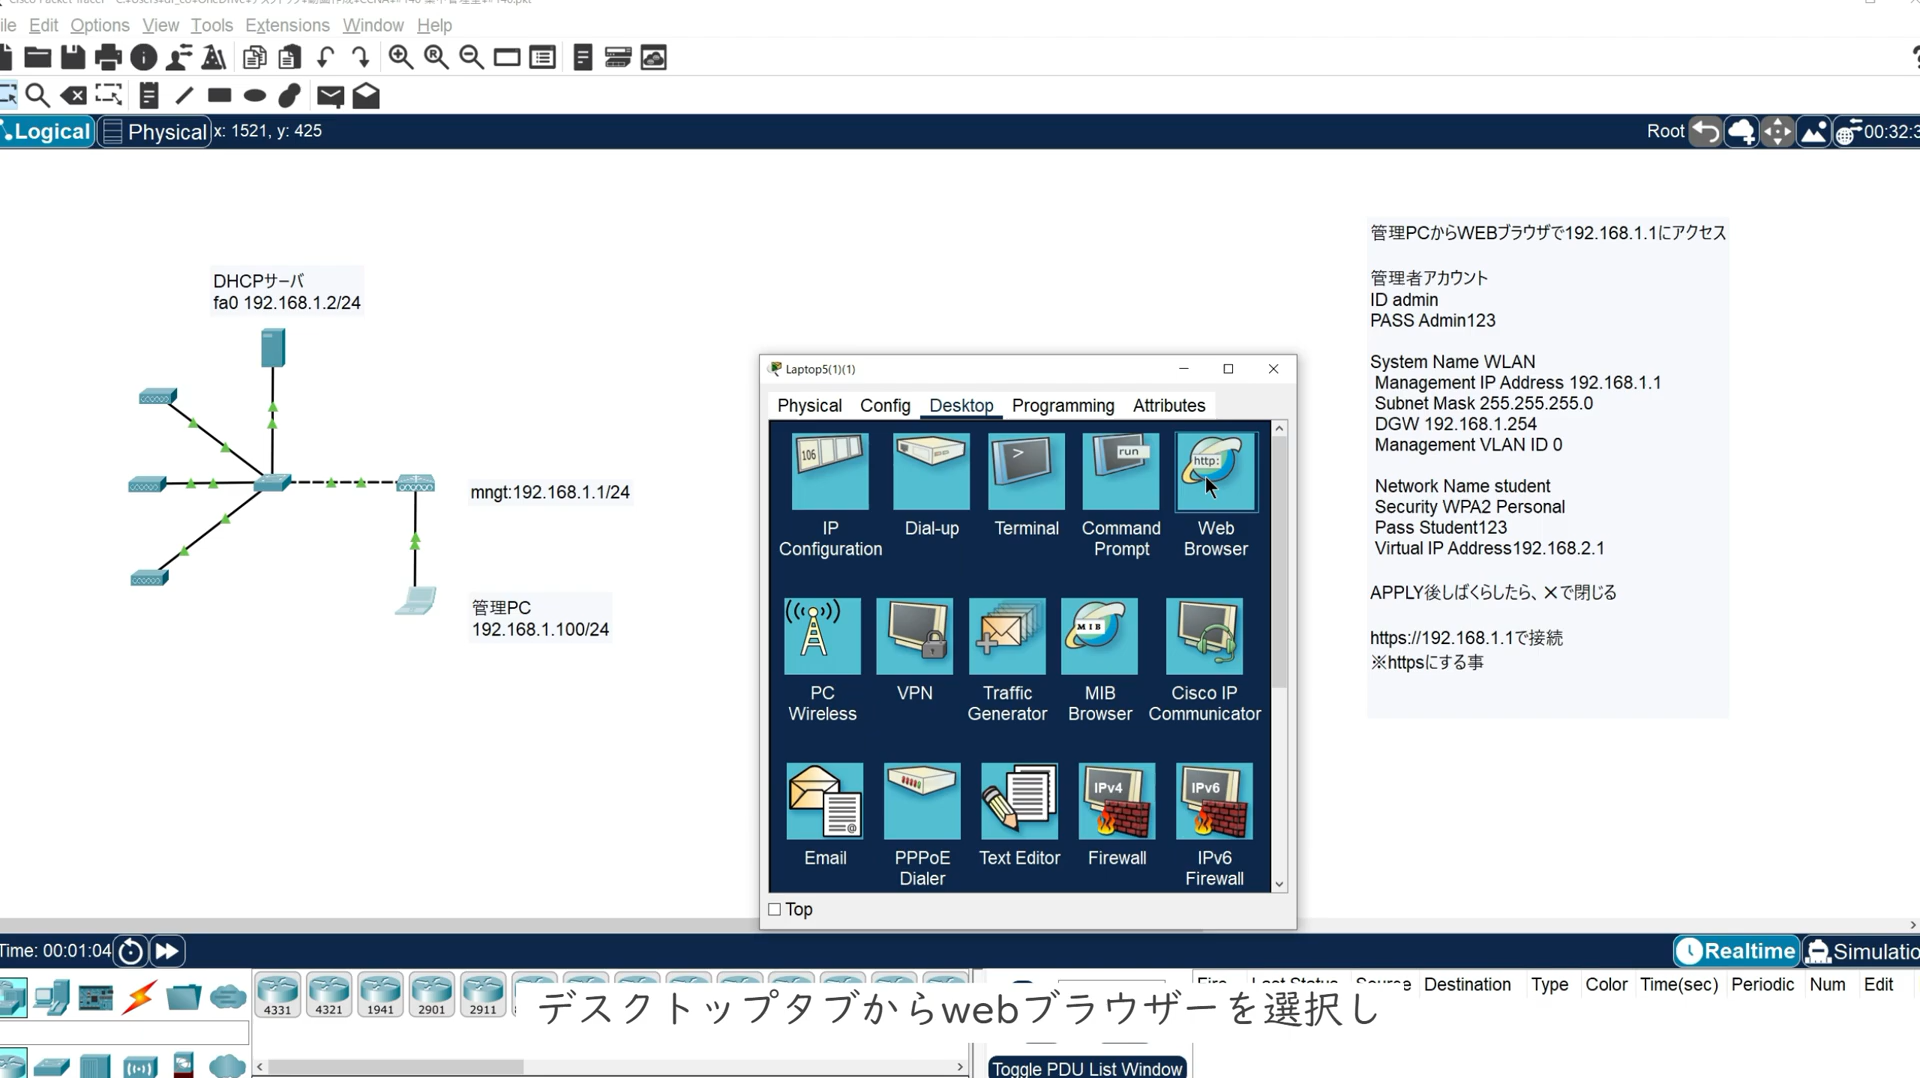 ile Edit Options View Tools Extensions Window Help
Logical Physical x: 1521, y: 425
Root 00:32:3
DHCPサーバ
fa0 192.168.1.2/24
mngt:192.168.1.1/24
管理PC
192.168.1.100/24
管理PCからWEBブラウザで192.168.1.1にアクセス
管理者アカウント
ID admin
PASS Admin123
System Name WLAN
Management IP Address 192.168.1.1
Subnet Mask 255.255.255.0
DGW 192.168.1.254
Management VLAN ID 0
Network Name student
Security WPA2 Personal
Pass Student123
Virtual IP Address192.168.2.1
APPLY後しばらくしたら、×で閉じる
https://192.168.1.1で接続
※httpsにする事
Laptop5(1)(1)
Physical Config Desktop Programming Attributes
106
>
run
http:
IP Configuration
Dial-up
Terminal
Command Prompt
Web Browser
MIB
PC Wireless
VPN
Traffic Generator
MIB Browser
Cisco IP Communicator
@
IPv4
IPv6
Email
PPPoE Dialer
Text Editor
Firewall
IPv6 Firewall
Top
Time: 00:01:04
Realtime Simulatio
4331 4321 1941 2901 2911
Fire Last Status Source Destination Type Color Time(sec) Periodic Num Edit
デスクトップタブからwebブラウザーを選択し
Toggle PDU List Window